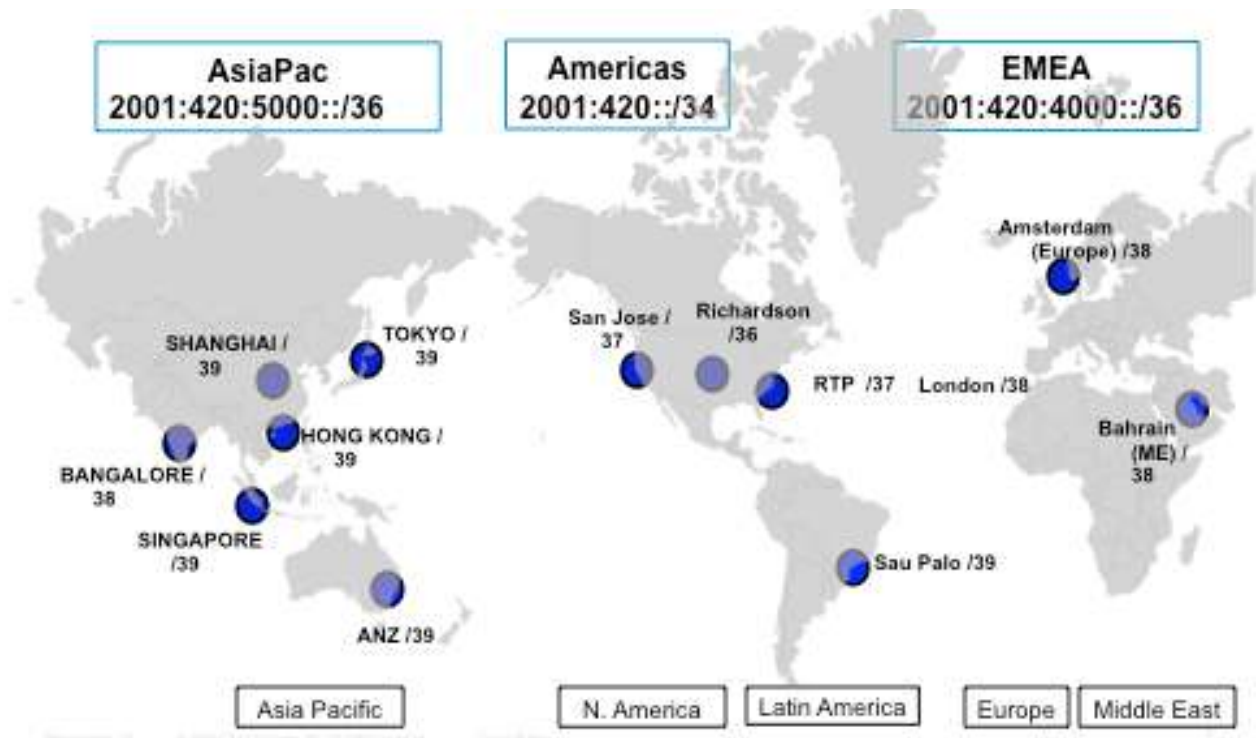 AsiaPac
2001:420:5000::/36
Americas
2001:420::/34
EMEA
2001:420:4000::/36
Amsterdam
(Europe) /38
San Jose /
37
Richardson
/36
SHANGHAI /
39
TOKYO /
39
RTP /37
London /38
HONG KONG /
39
Bahrain
(ME) /
38
BANGALORE /
38
SINGAPORE
/39
Sau Palo /39
ANZ /39
Asia Pacific
N. America
Latin America
Europe
Middle East